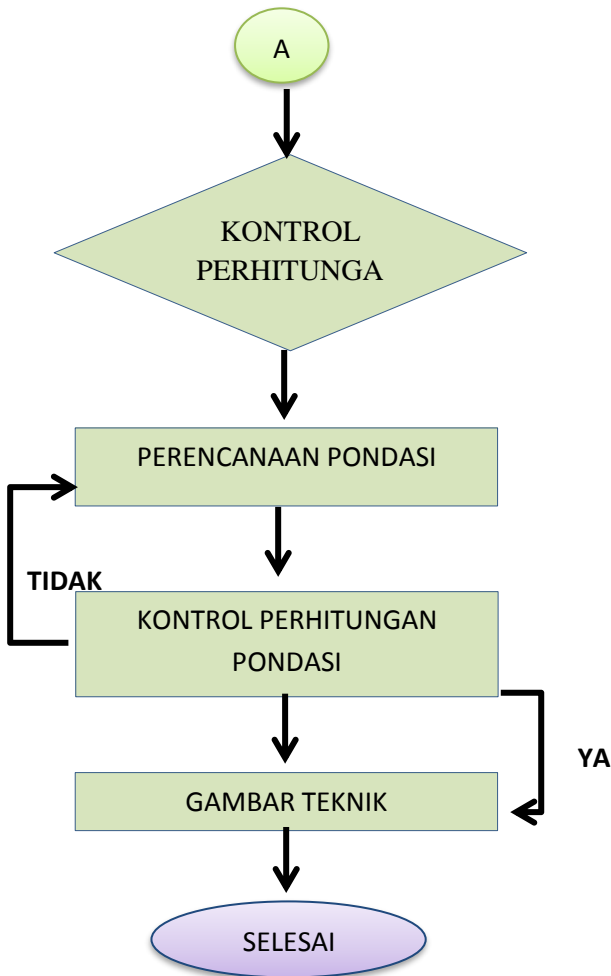 A
KONTROL
PERHITUNGA
PERENCANAAN PONDASI
TIDAK
KONTROL PERHITUNGAN
PONDASI
YA
GAMBAR TEKNIK
SELESAI